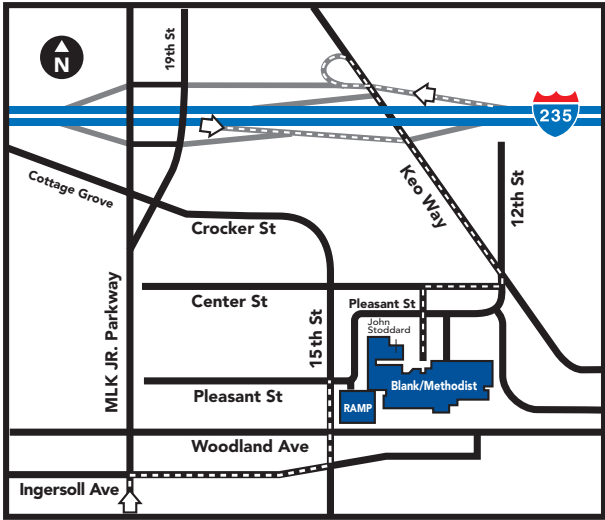 N
19th St
235
Cottage Grove
Keo Way
12th St
Crocker St
MLK JR. Parkway
Center St
Pleasant St
15th St
John
Stoddard
Blank/Methodist
Pleasant St
RAMP
Woodland Ave
Ingersoll Ave